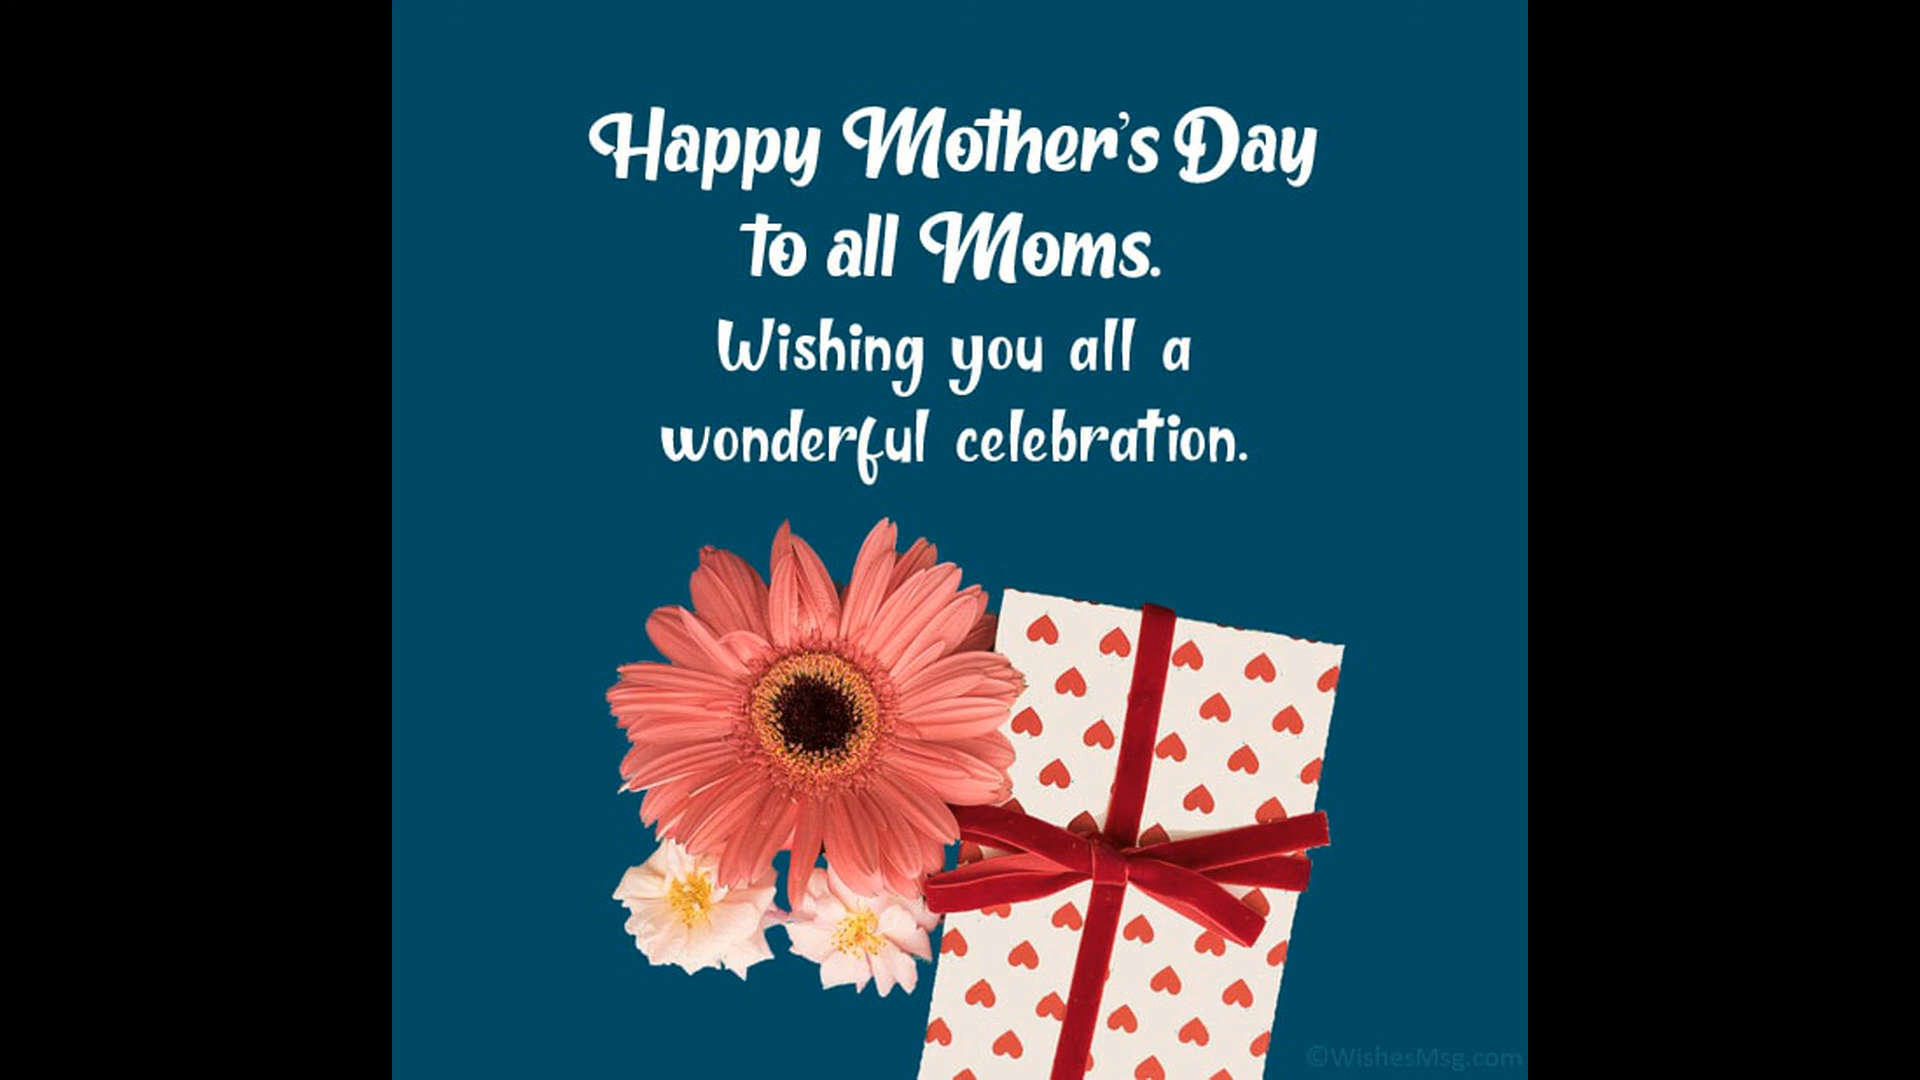 Happy Mother's Day
to all Moms.
Wishing you all a
wonderful celebration.
©WishesMsg.com